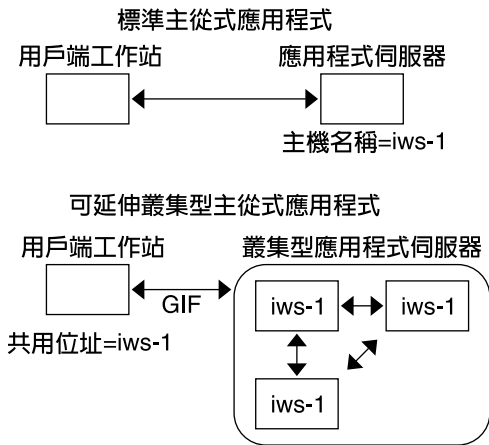 標準主從式應用程式
用戶端工作站
應用程式伺服器
主機名稱=iws-1
可延伸叢集型主從式應用程式
用戶端工作站
叢集型應用程式伺服器
GIF
iws-1
iws-1
共用位址=iws-1
iws-1